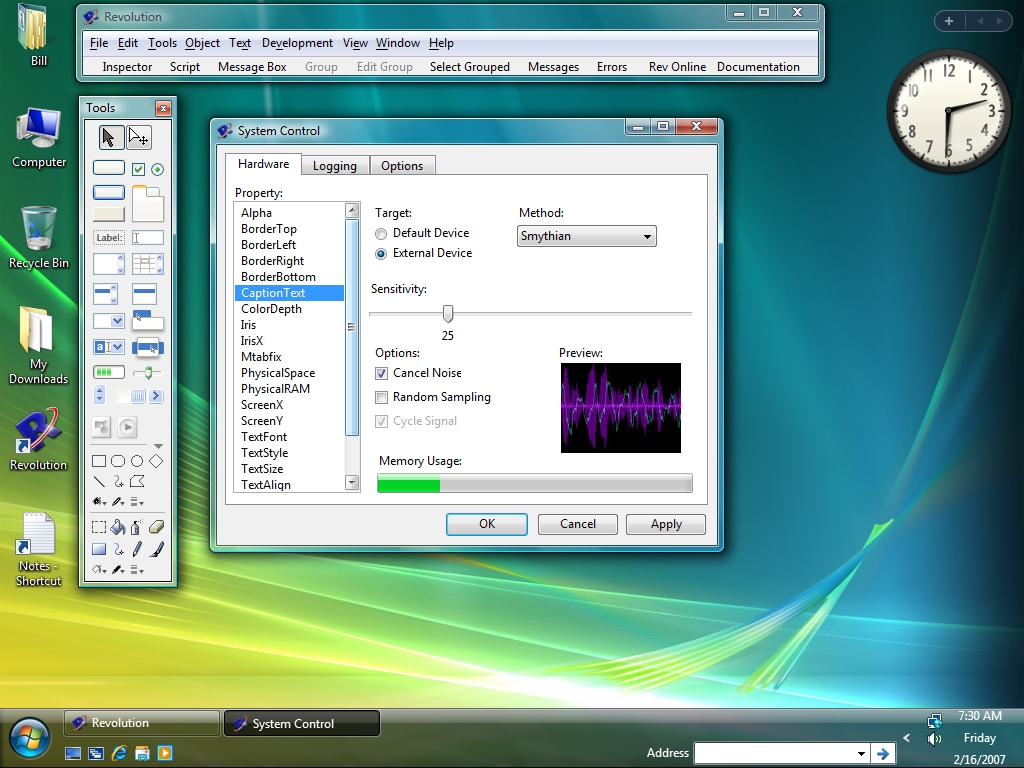 Bill
Computer
Recycle Bin
My Downloads
Revolution
Notes - Shortcut
Revolution
File Edit Tools Object Text Development View Window Help
Inspector Script Message Box Group Edit Group Select Grouped Messages Errors Rev Online Documentation
Tools
Label:
a
System Control
Hardware Logging Options
Property:
Alpha
BorderTop
BorderLeft
BorderRight
BorderBottom
CaptionText
ColorDepth
Iris
IrisX
Mtabfix
PhysicalSpace
PhysicalRAM
ScreenX
ScreenY
TextFont
TextStyle
TextSize
TextAlign
Target:
Default Device
External Device
Method:
Smythian
Sensitivity:
25
Options:
Cancel Noise
Random Sampling
Cycle Signal
Preview:
Memory Usage:
OK Cancel Apply
12
1
2
3
4
5
6
7
8
9
10
11
Revolution
System Control
Address
7:30 AM
Friday
2/16/2007